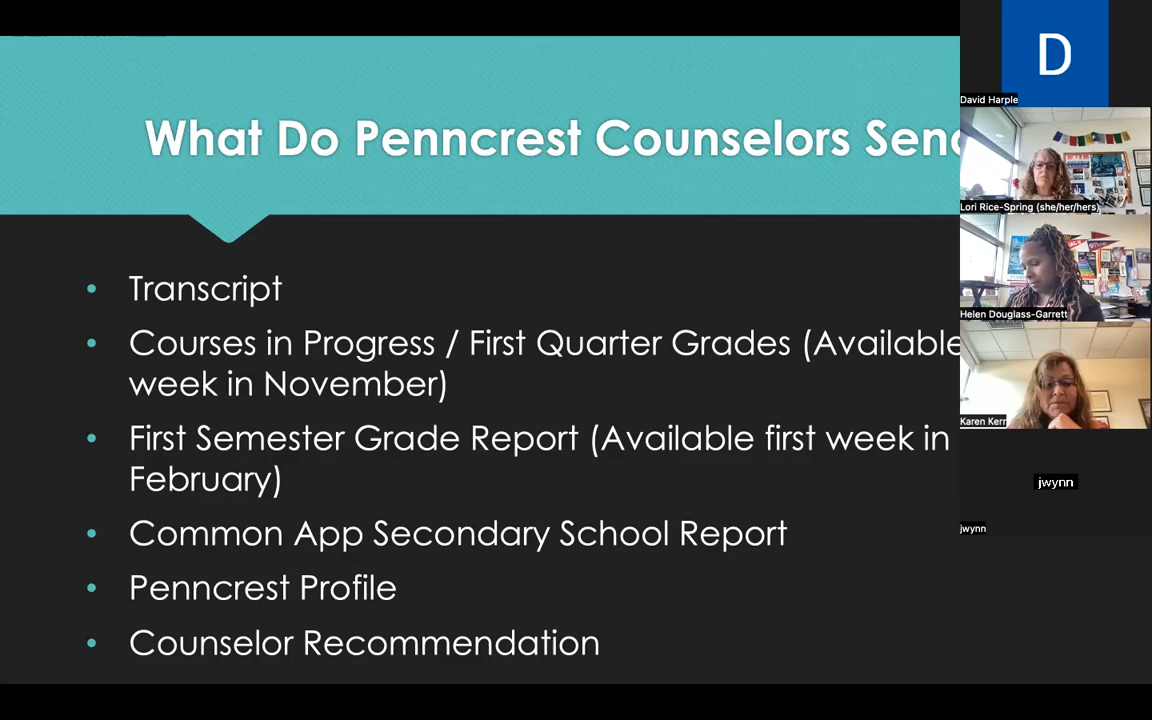 What Do Penncrest Counselors Send
Transcript
Courses in Progress / First Quarter Grades (Available
week in November)
First Semester Grade Report (Available first week in
February)
Common App Secondary School Report
Penncrest Profile
Counselor Recommendation
D
David Harple
Lori Rice-Spring (she/her/hers)
Helen Douglass-Garrett
Karen Kerr
jwynn
jwynn